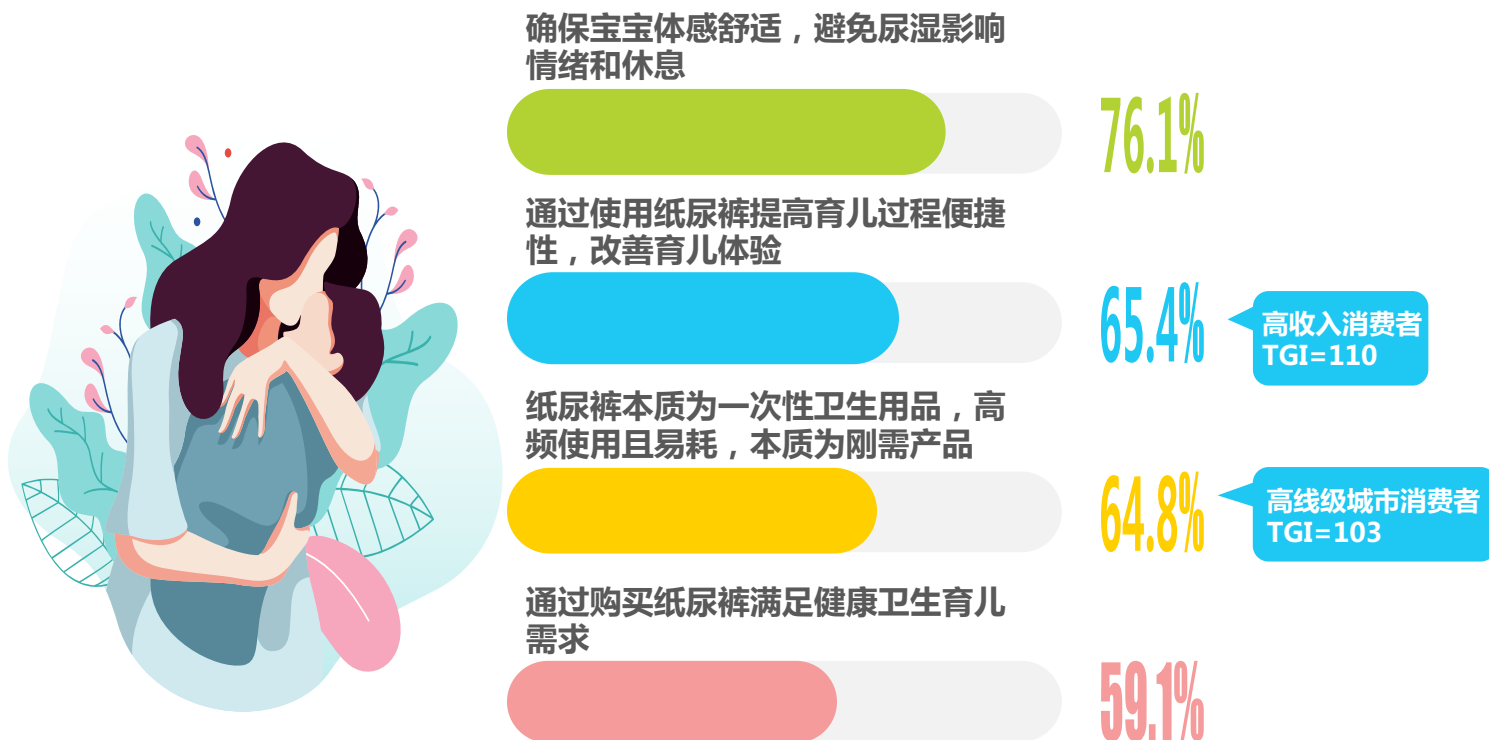 确保宝宝体感舒适，避免尿湿影响
情绪和休息
76.1%
通过使用纸尿裤提高育儿过程便捷
性，改善育儿体验
65.4%
高收入消费者
TGI=110
纸尿裤本质为一次性卫生用品，高
频使用且易耗，本质为刚需产品
64.8%
高线级城市消费者
TGI=103
通过购买纸尿裤满足健康卫生育儿
需求
59.1%